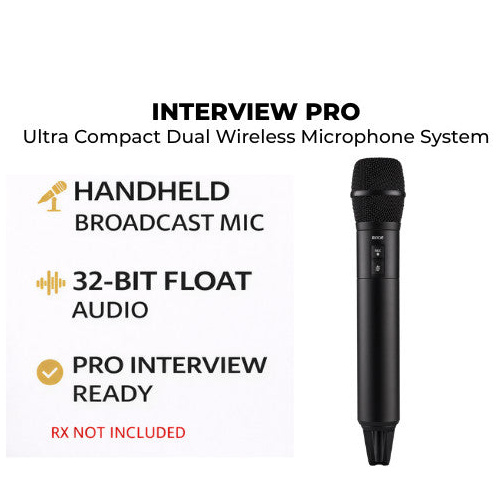 INTERVIEW PRO
Ultra Compact Dual Wireless Microphone System
HANDHELD
BROADCAST MIC
32-BIT FLOAT
AUDIO
PRO INTERVIEW
READY
RX NOT INCLUDED